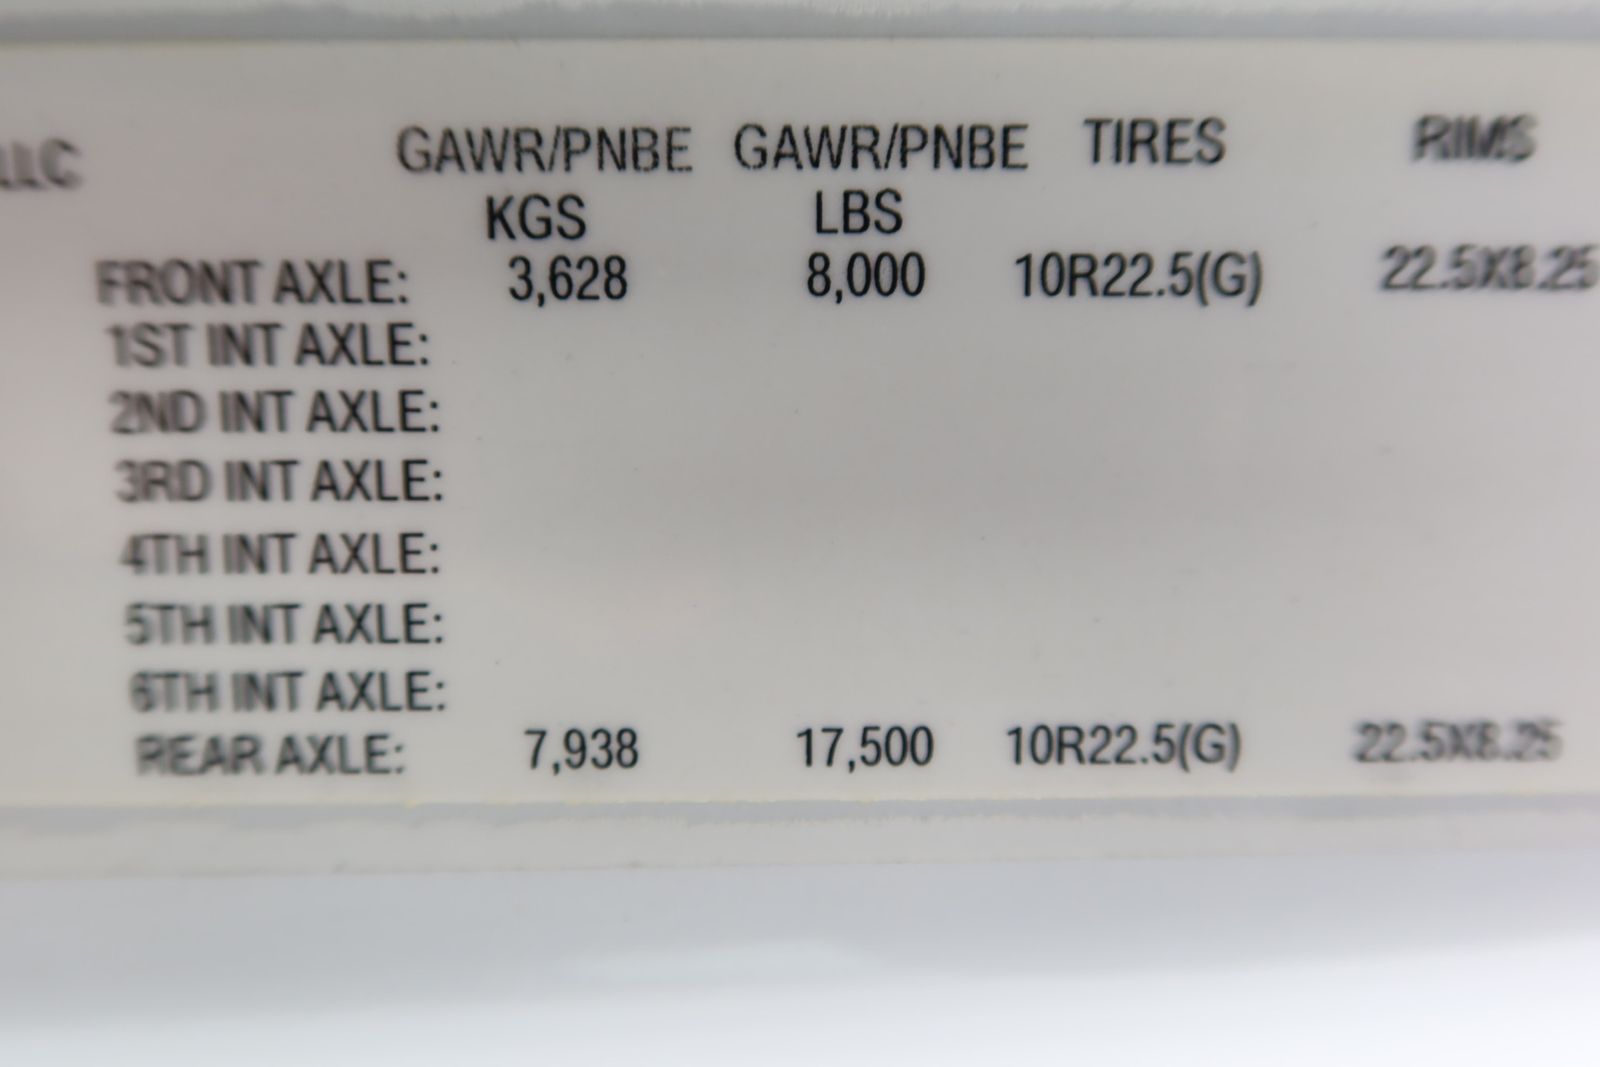 LLC GAWR/PNBE GAWR/PNBE TIRES RIMS
KGS LBS
FRONT AXLE: 3,628 8,000 10R22.5(G) 22.5X8.25
1ST INT AXLE:
2ND INT AXLE:
3RD INT AXLE:
4TH INT AXLE:
5TH INT AXLE:
6TH INT AXLE:
REAR AXLE: 7,938 17,500 10R22.5(G) 22.5X8.25